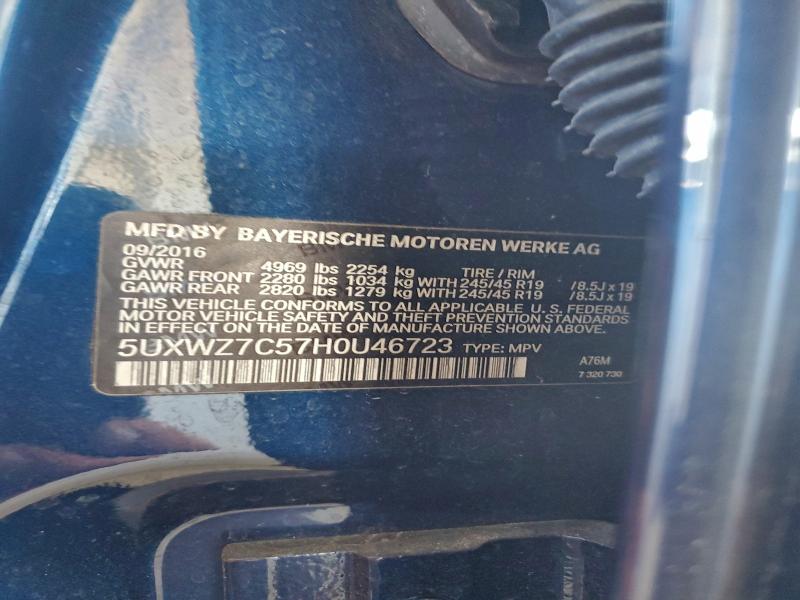 MFD BY BAYERISCHE MOTOREN WERKE AG
09/2016
GVWR 4969 lbs 2254 kg TIRE / RIM
GAWR FRONT 2280 lbs 1034 kg WITH 245/45 R19 /8.5J x 19
GAWR REAR 2820 lbs 1279 kg WITH 245/45 R19 /8.5J x 19
THIS VEHICLE CONFORMS TO ALL APPLICABLE U.S. FEDERAL
MOTOR VEHICLE SAFETY AND THEFT PREVENTION STANDARDS
IN EFFECT ON THE DATE OF MANUFACTURE SHOWN ABOVE.
5UXWZ7C57H0U46723 TYPE: MPV
A76M
7 320 730